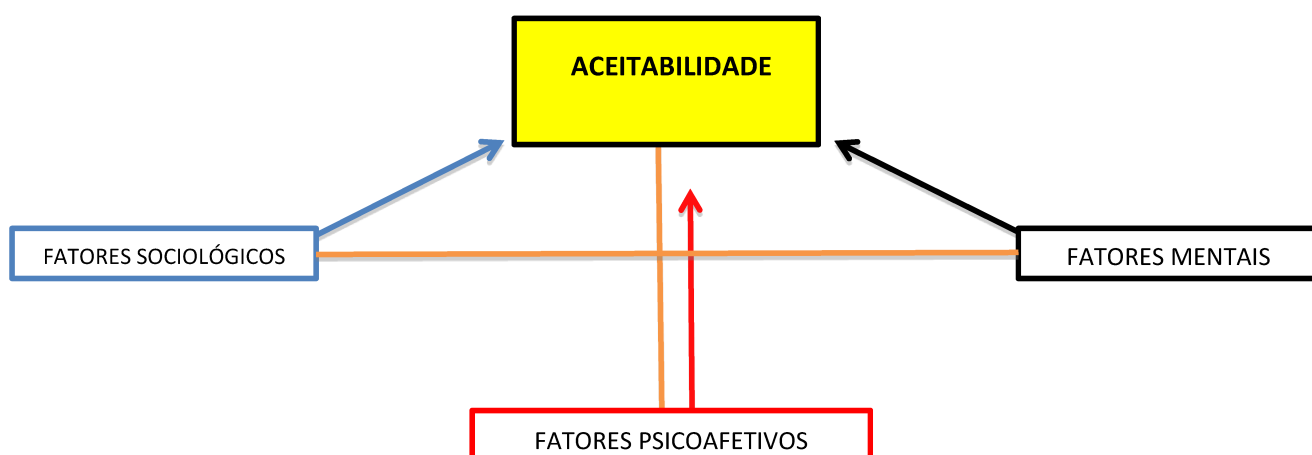 ACEITABILIDADE
FATORES SOCIOLÓGICOS
FATORES MENTAIS
FATORES PSICOAFETIVOS